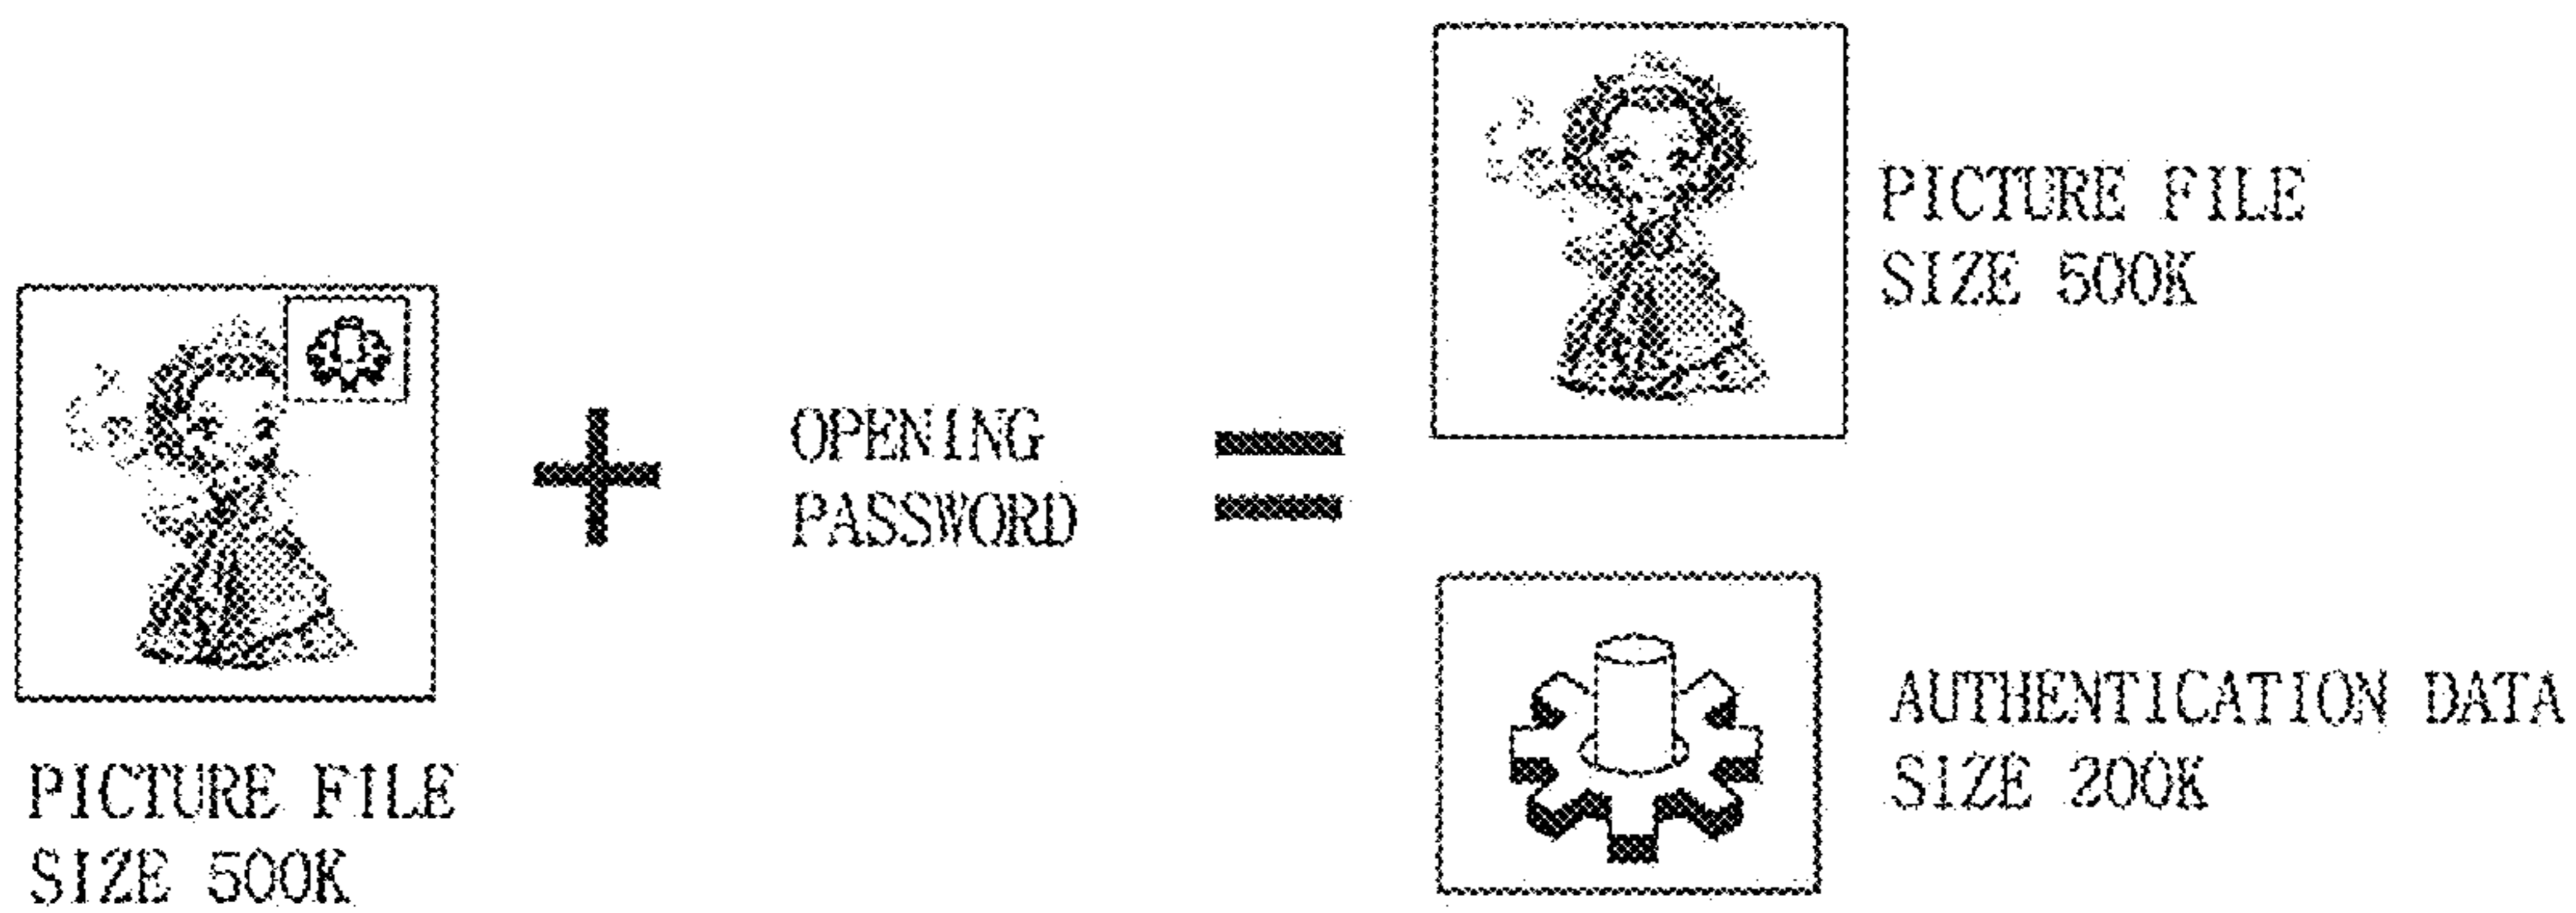 PICTURE FILE
SIZE 500K
OPENING
PASSWORD
PICTURE FILE
SIZE 500K
AUTHENTICATION DATA
SIZE 200K